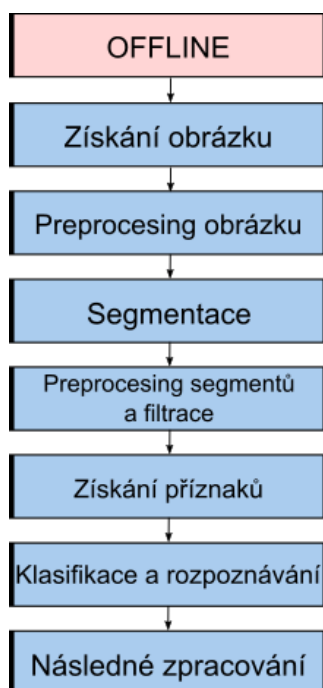 OFFLINE
Získání obrázku
Preprocesing obrázku
Segmentace
Preprocesing segmentů
a filtrace
Získání příznaků
Klasifikace a rozpoznávání
Následné zpracování